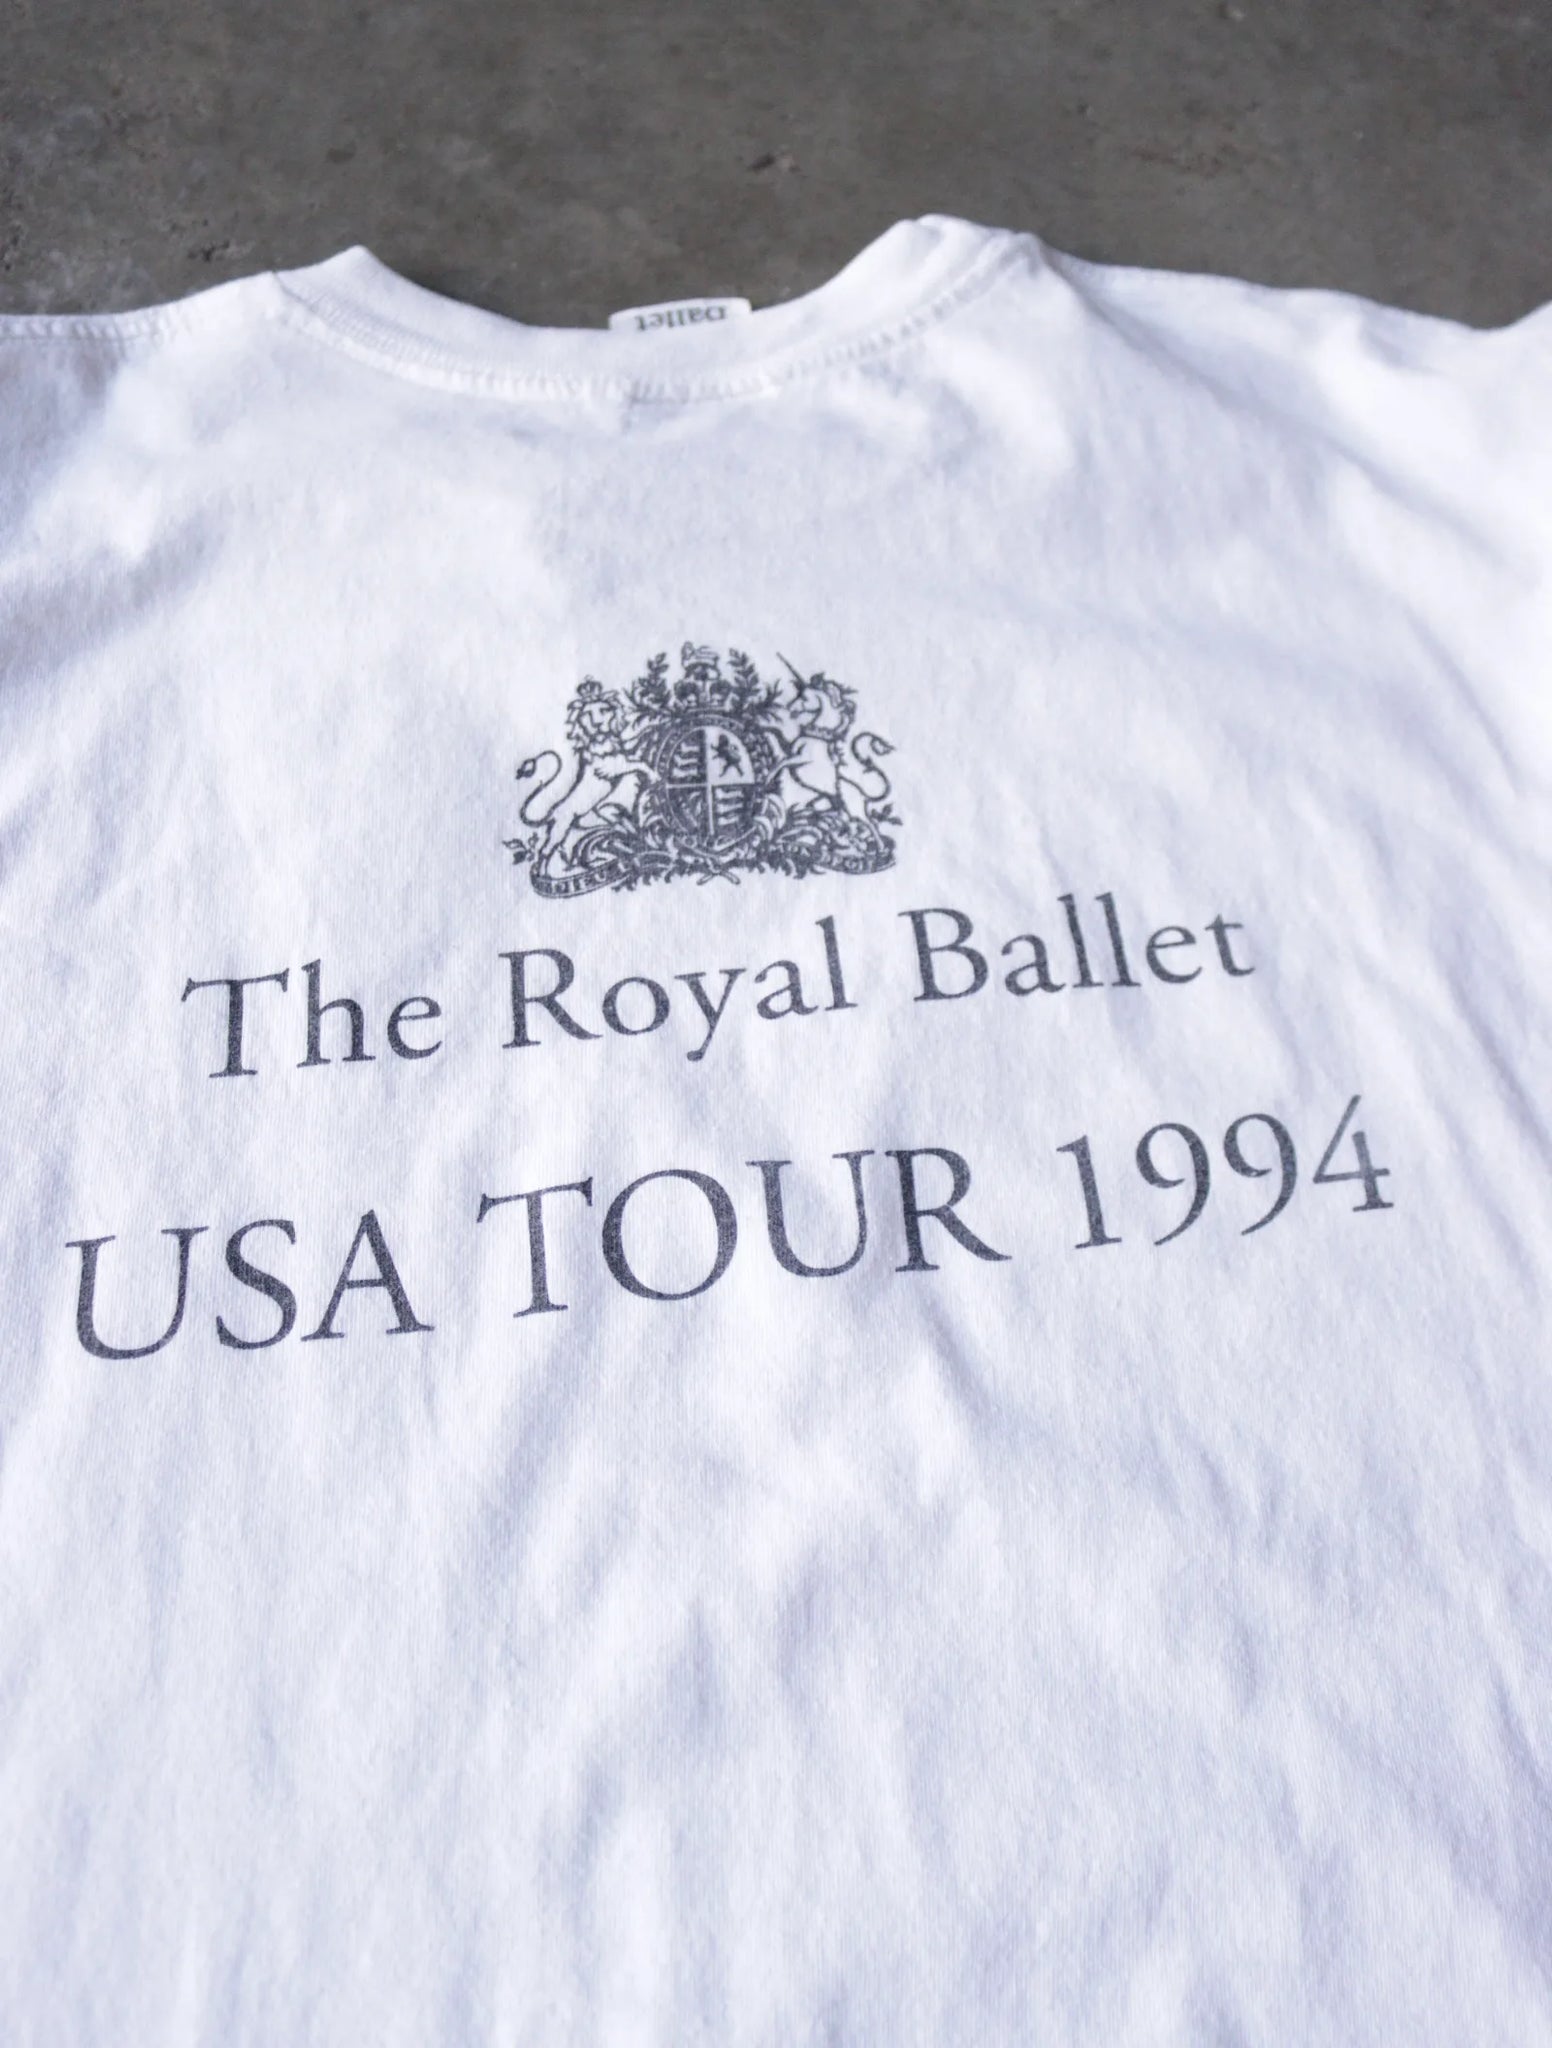 Ballet
The Royal Ballet
USA TOUR 1994